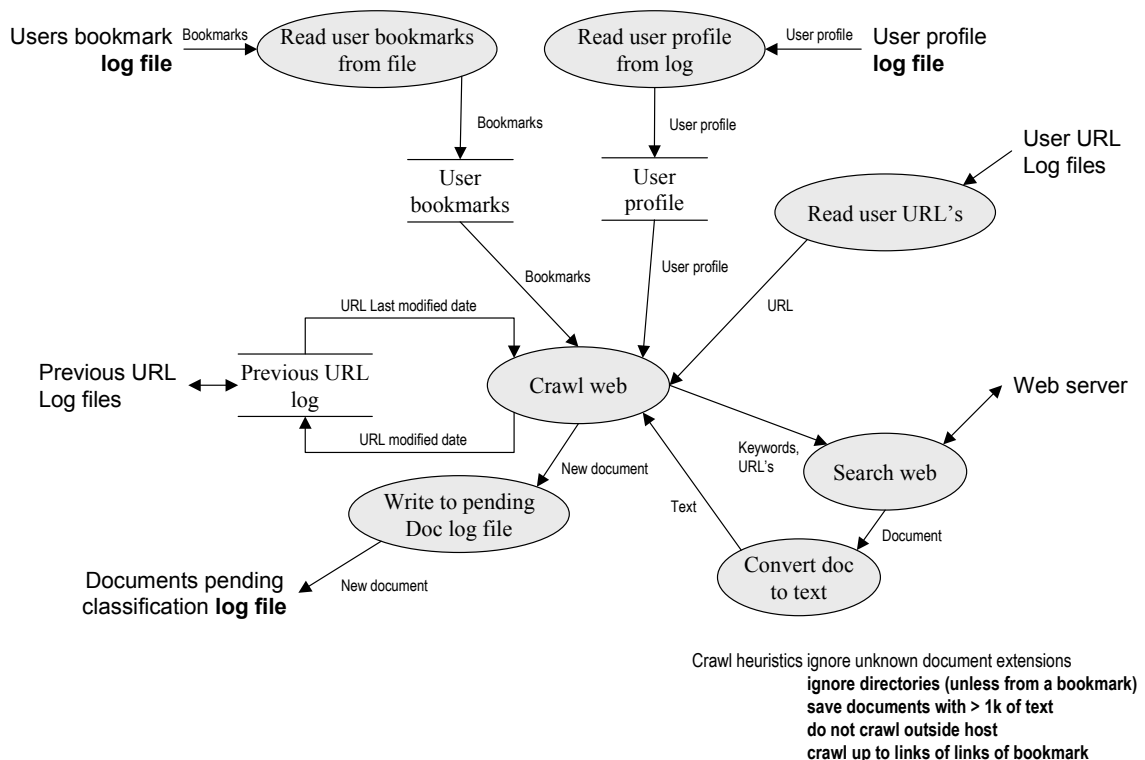 Users bookmark
log file
Bookmarks
Read user bookmarks
from file
Read user profile
from log
User profile
User profile
log file
Bookmarks
User profile
User URL
Log files
User
bookmarks
User
profile
Read user URL's
Bookmarks
User profile
URL
URL Last modified date
Previous URL
Log files
Previous URL
log
Crawl web
Web server
URL modified date
Keywords,
URL's
Search web
New document
Write to pending
Doc log file
Text
Document
Convert doc
to text
Documents pending
classification log file
New document
Crawl heuristics ignore unknown document extensions
ignore directories (unless from a bookmark)
save documents with > 1k of text
do not crawl outside host
crawl up to links of links of bookmark